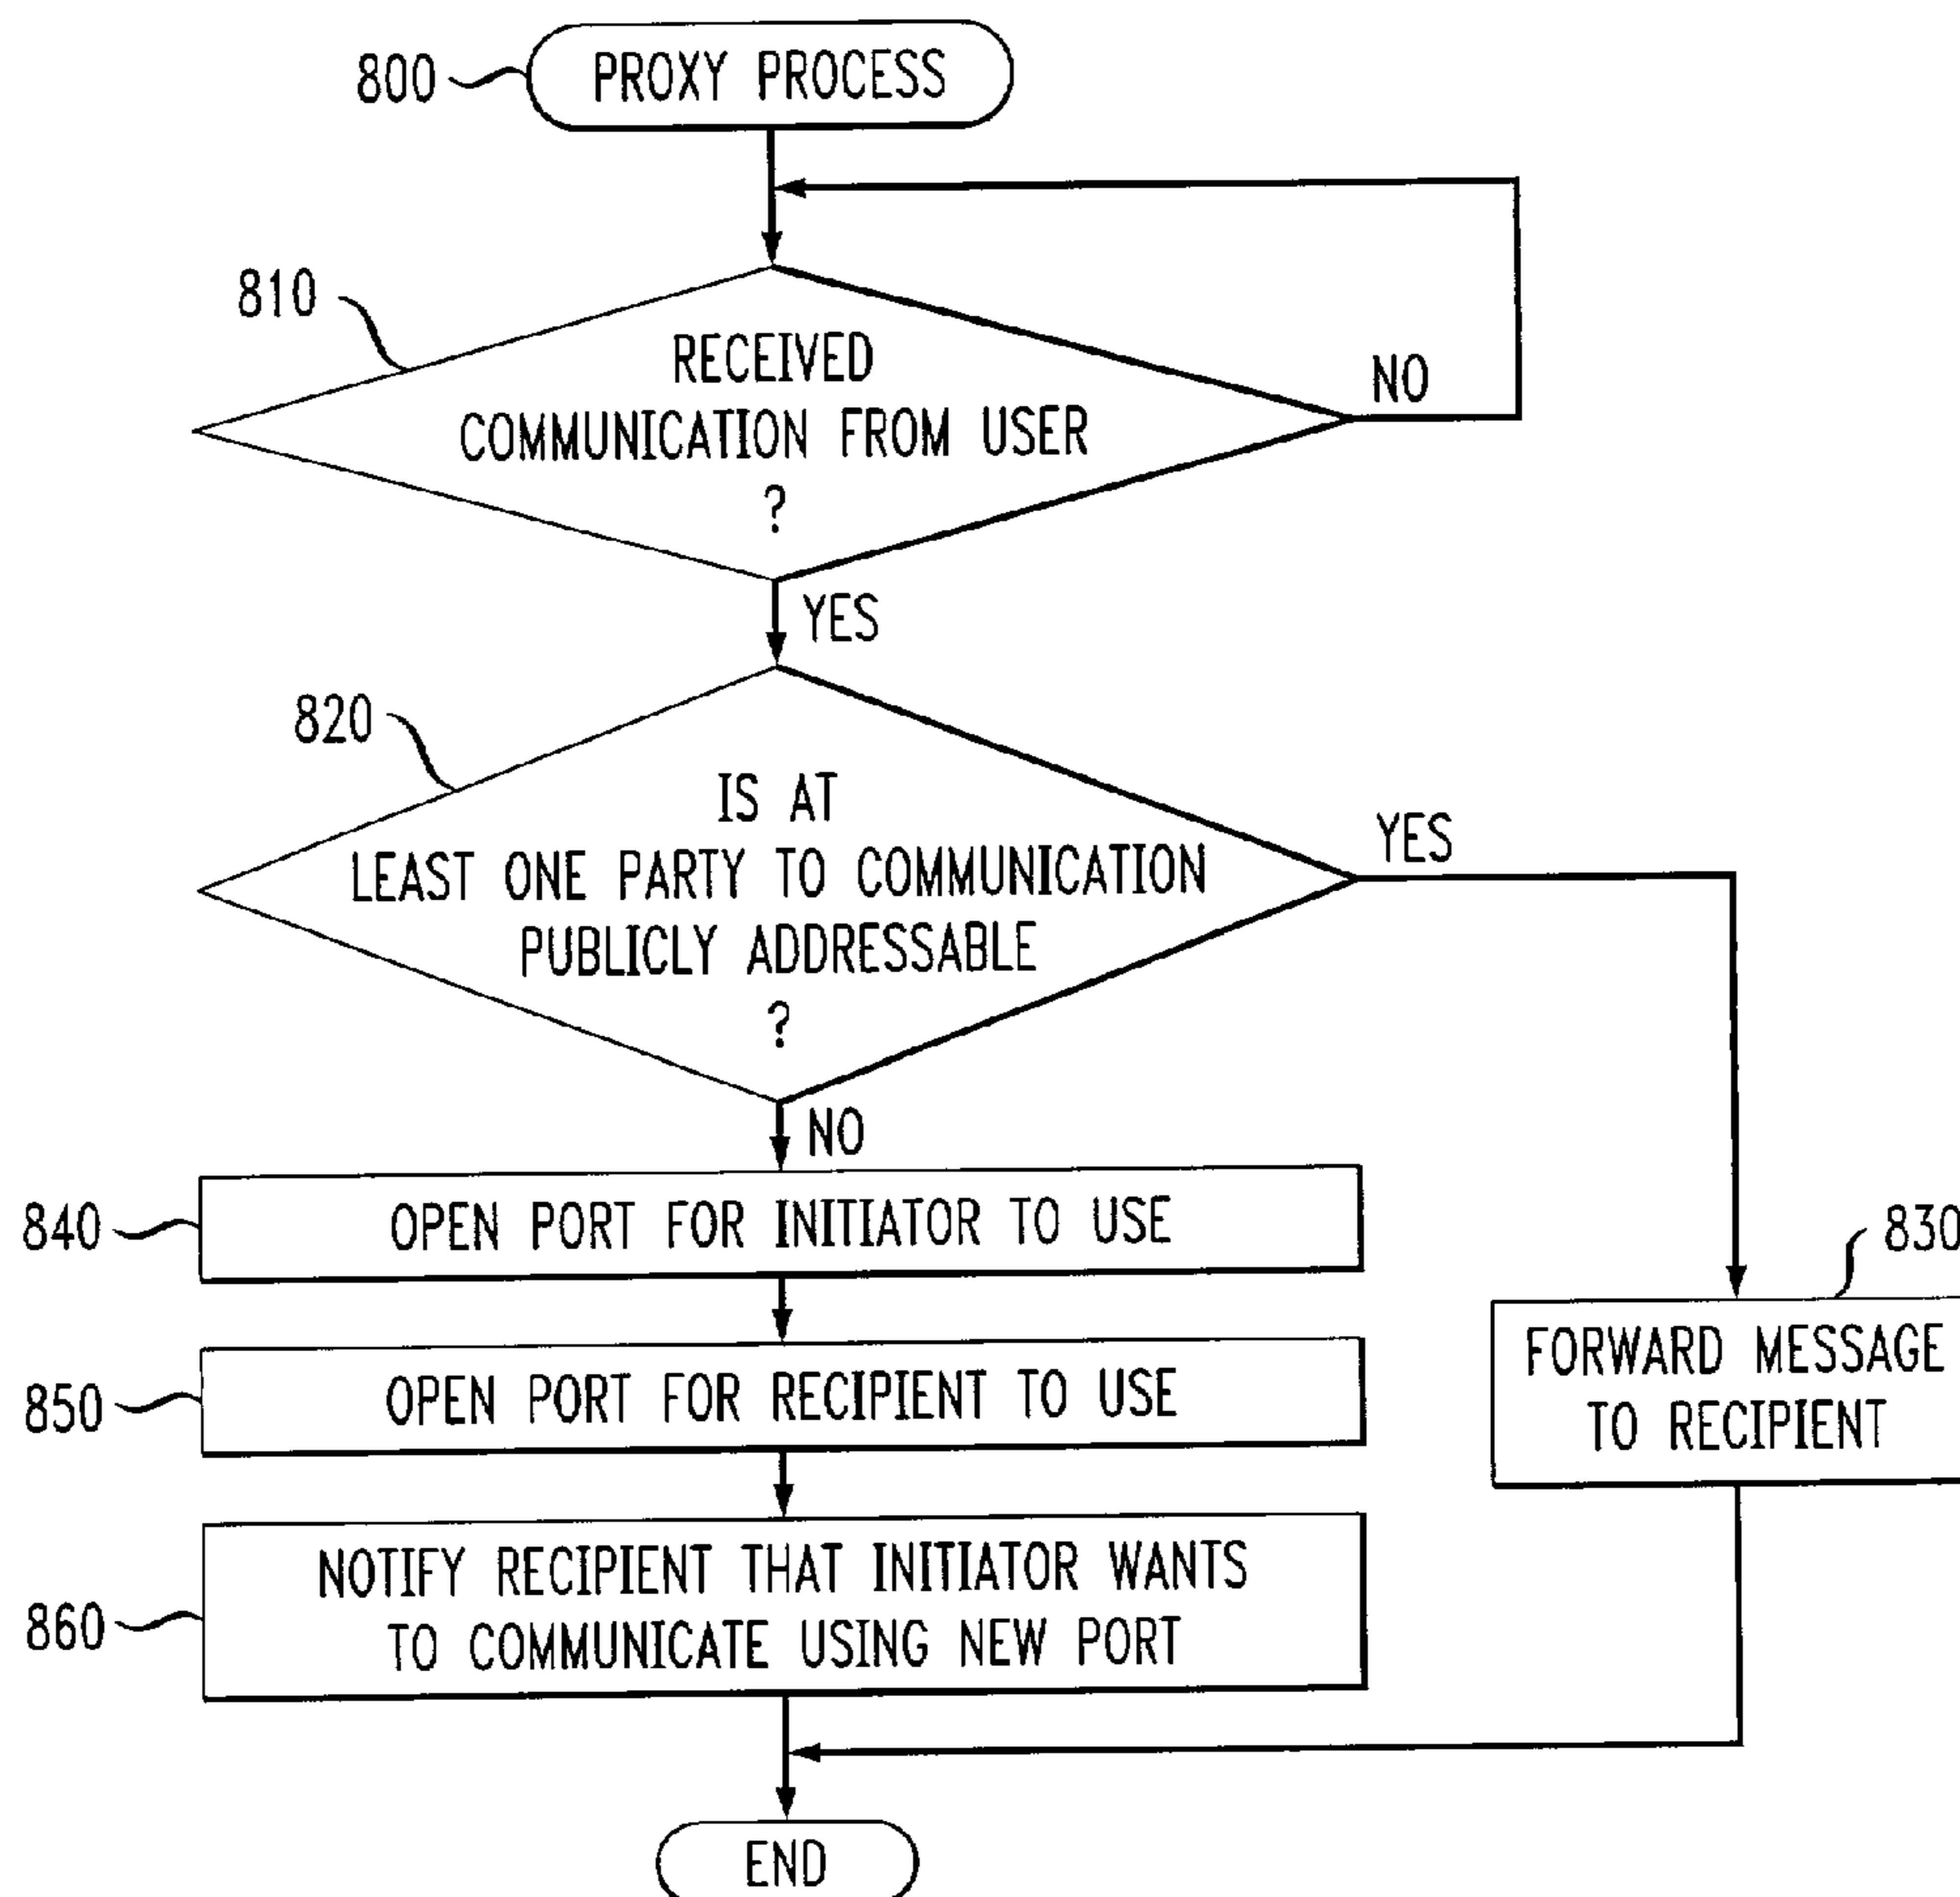 800
PROXY PROCESS
810
RECEIVED
COMMUNICATION FROM USER
?
NO
YES
820
IS AT
LEAST ONE PARTY TO COMMUNICATION
PUBLICLY ADDRESSABLE
?
YES
NO
840
OPEN PORT FOR INITIATOR TO USE
830
FORWARD MESSAGE
TO RECIPIENT
850
OPEN PORT FOR RECIPIENT TO USE
860
NOTIFY RECIPIENT THAT INITIATOR WANTS
TO COMMUNICATE USING NEW PORT
END